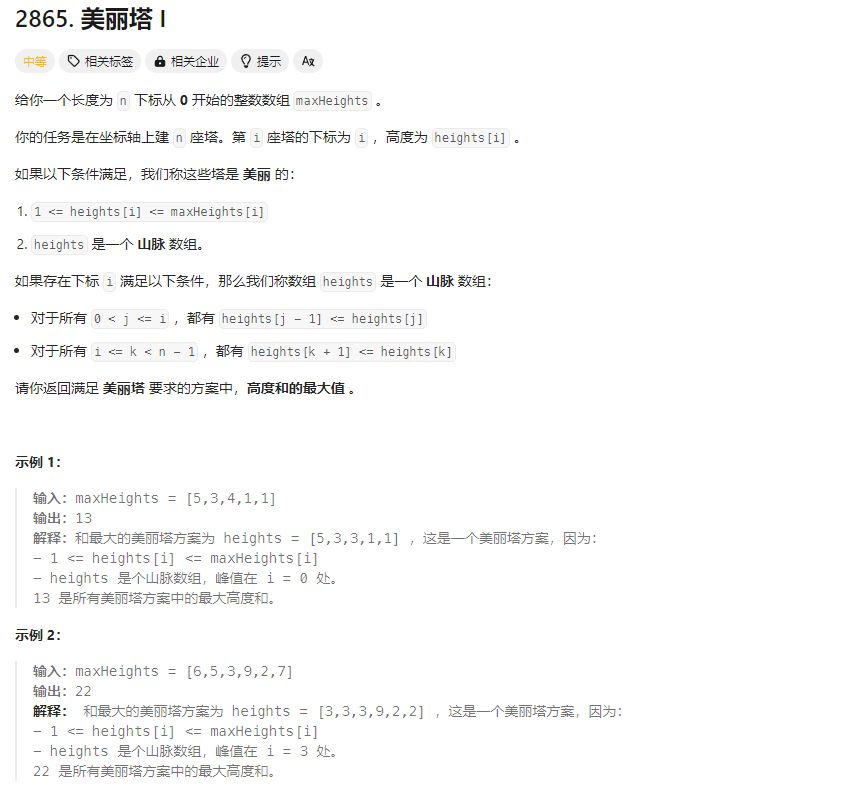 2865. 美丽塔 I
中等 相关标签 相关企业 提示 Aあ
给你一个长度为 n 下标从 0 开始的整数数组 maxHeights 。
你的任务是在坐标轴上建 n 座塔。第 i 座塔的下标为 i ，高度为 heights[i] 。
如果以下条件满足，我们称这些塔是 美丽 的：
1. 1 <= heights[i] <= maxHeights[i]
2. heights 是一个 山脉 数组。
如果存在下标 i 满足以下条件，那么我们称数组 heights 是一个 山脉 数组：
• 对于所有 0 < j <= i ，都有 heights[j - 1] <= heights[j]
• 对于所有 i <= k < n - 1 ，都有 heights[k + 1] <= heights[k]
请你返回满足 美丽塔 要求的方案中，高度和的最大值 。
示例 1：
输入：maxHeights = [5,3,4,1,1]
输出：13
解释：和最大的美丽塔方案为 heights = [5,3,3,1,1] ，这是一个美丽塔方案，因为：
- 1 <= heights[i] <= maxHeights[i]
- heights 是个山脉数组，峰值在 i = 0 处。
13 是所有美丽塔方案中的最大高度和。
示例 2：
输入：maxHeights = [6,5,3,9,2,7]
输出：22
解释： 和最大的美丽塔方案为 heights = [3,3,3,9,2,2] ，这是一个美丽塔方案，因为：
- 1 <= heights[i] <= maxHeights[i]
- heights 是个山脉数组，峰值在 i = 3 处。
22 是所有美丽塔方案中的最大高度和。